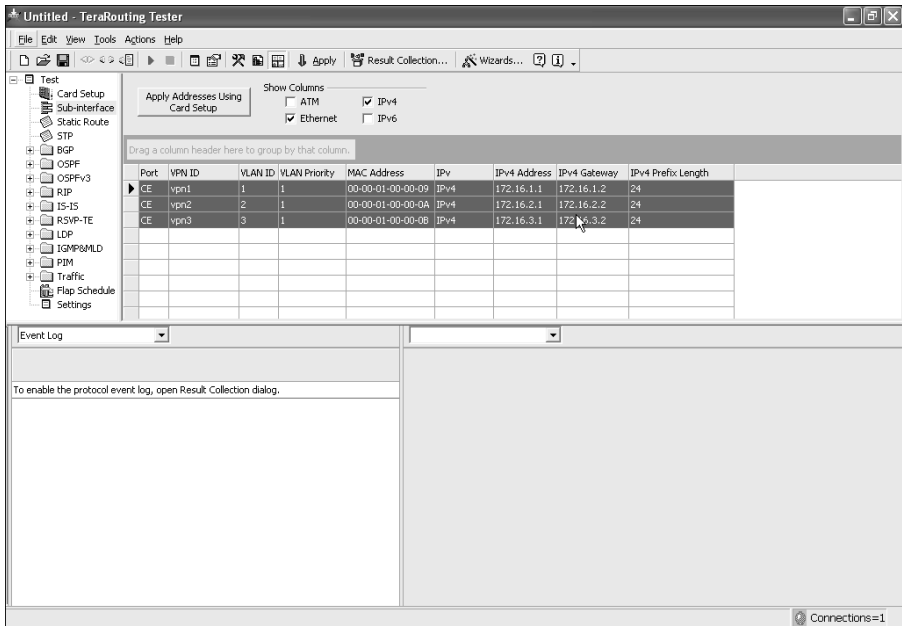 Untitled - TeraRouting Tester
File Edit View Tools Actions Help
Apply Result Collection... Wizards...
Test
Card Setup
Sub-interface
Static Route
STP
BGP
OSPF
OSPFv3
RIP
IS-IS
RSVP-TE
LDP
IGMP&MLD
PIM
Traffic
Flap Schedule
Settings
Apply Addresses Using
Card Setup
Show Columns
ATM IPv4
Ethernet IPv6
Drag a column header here to group by that column.
Port VPN ID VLAN ID VLAN Priority MAC Address IPv IPv4 Address IPv4 Gateway IPv4 Prefix Length
CE vpn1 1 1 00-00-01-00-00-09 IPv4 172.16.1.1 172.16.1.2 24
CE vpn2 2 1 00-00-01-00-00-0A IPv4 172.16.2.1 172.16.2.2 24
CE vpn3 3 1 00-00-01-00-00-0B IPv4 172.16.3.1 172.16.3.2 24
Event Log
To enable the protocol event log, open Result Collection dialog.
Connections=1